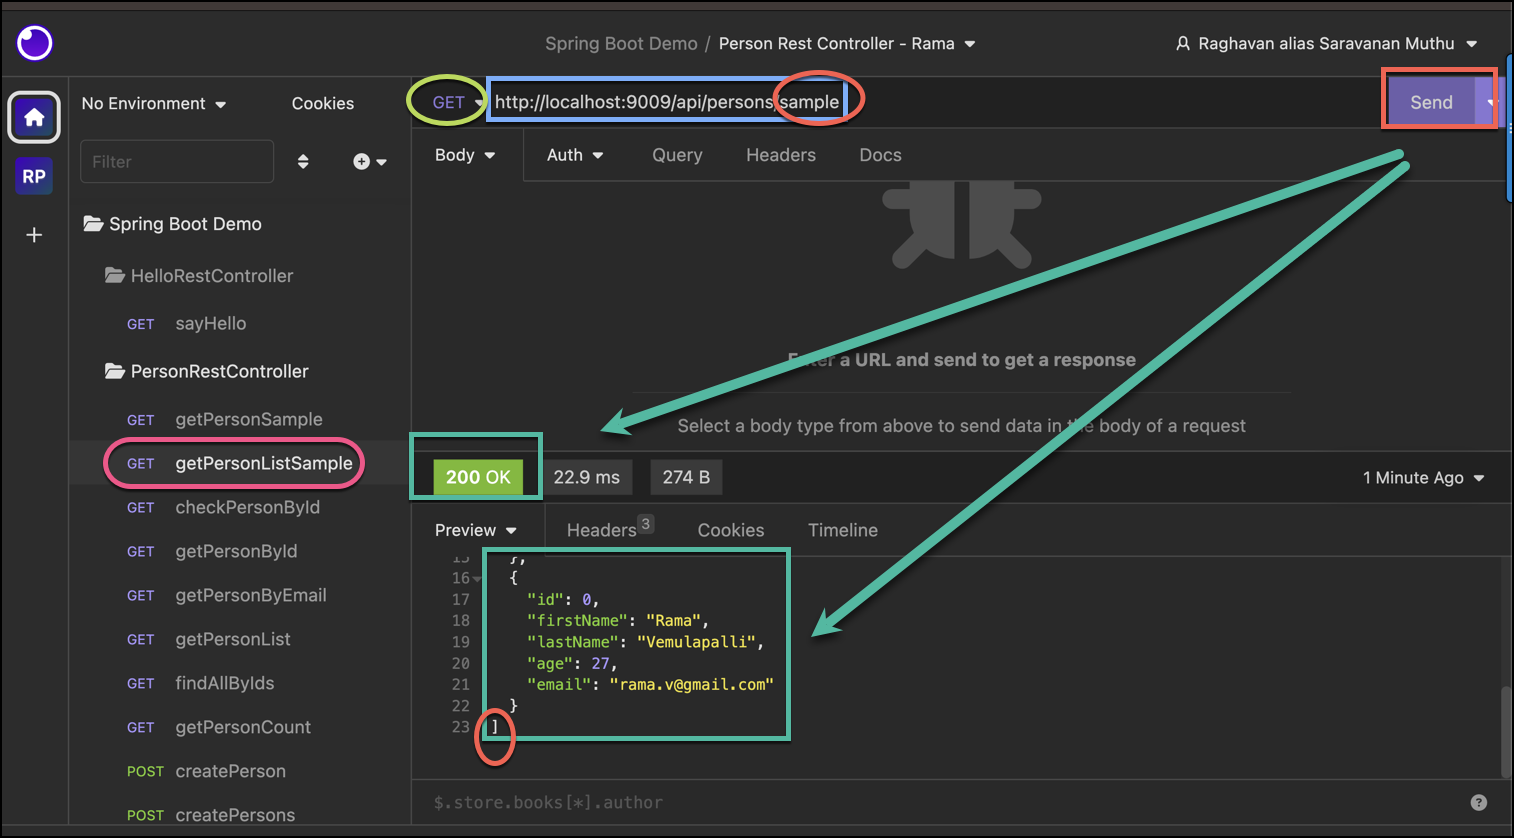 Spring Boot Demo / Person Rest Controller - Rama
Raghavan alias Saravanan Muthu
No Environment
Cookies
GET
http://localhost:9009/api/persons/sample
Send
Filter
RP
Body
Auth
Query
Headers
Docs
Spring Boot Demo
HelloRestController
GET sayHello
PersonRestController
GET getPersonSample
GET getPersonListSample
GET checkPersonById
GET getPersonById
GET getPersonByEmail
GET getPersonList
GET findAllByIds
GET getPersonCount
POST createPerson
POST createPersons
Enter a URL and send to get a response
Select a body type from above to send data in the body of a request
200 OK
22.9 ms
274 B
1 Minute Ago
Preview
Headers 3
Cookies
Timeline
15 },
16 {
17 "id": 0,
18 "firstName": "Rama",
19 "lastName": "Vemulapalli",
20 "age": 27,
21 "email": "rama.v@gmail.com"
22 }
23 ]
$.store.books[*].author
?